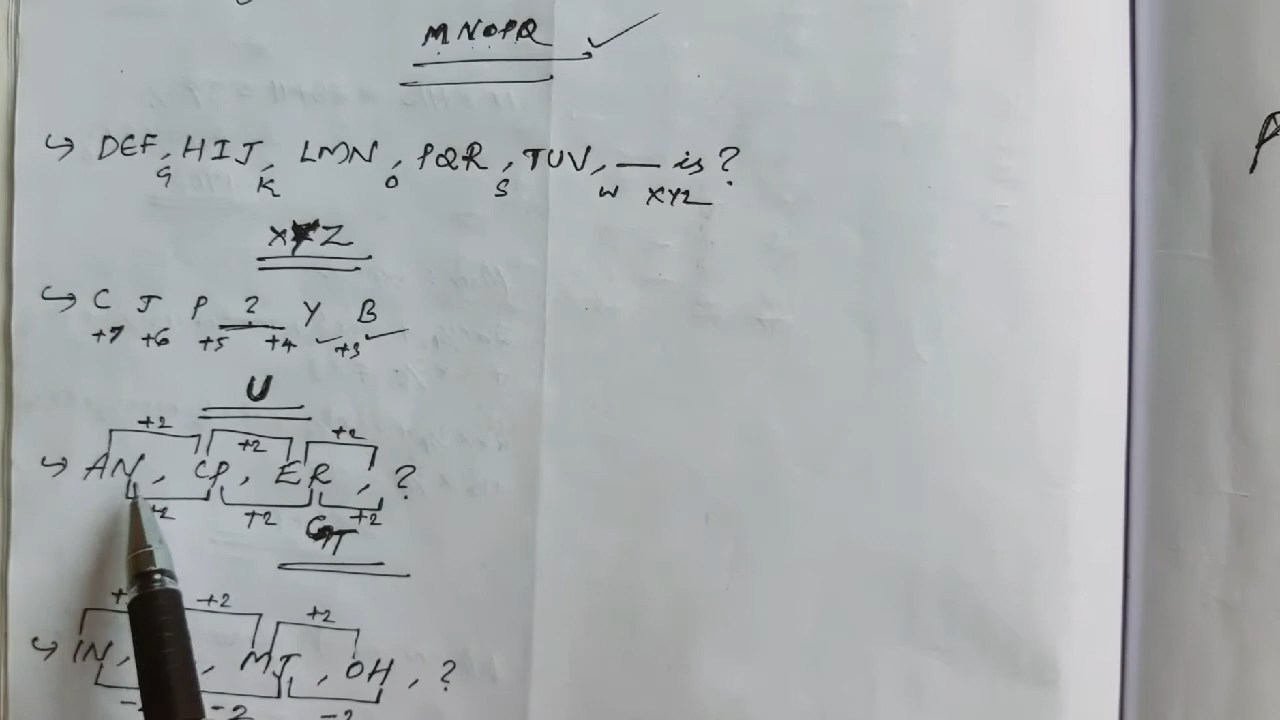 MNOPQ ✓
↪ DEF, HIJ, LMN, PQR, TUV, — is?
G K O S W XYZ
XYZ
↪ C J P ? Y B
+7 +6 +5 +4 +3
U
+2 +2 +2
↪ AN, CP, ER, ?
+2 +2 +2
GT
+2 +2
↪ IN, , MJ, OH, ?
-2 -2